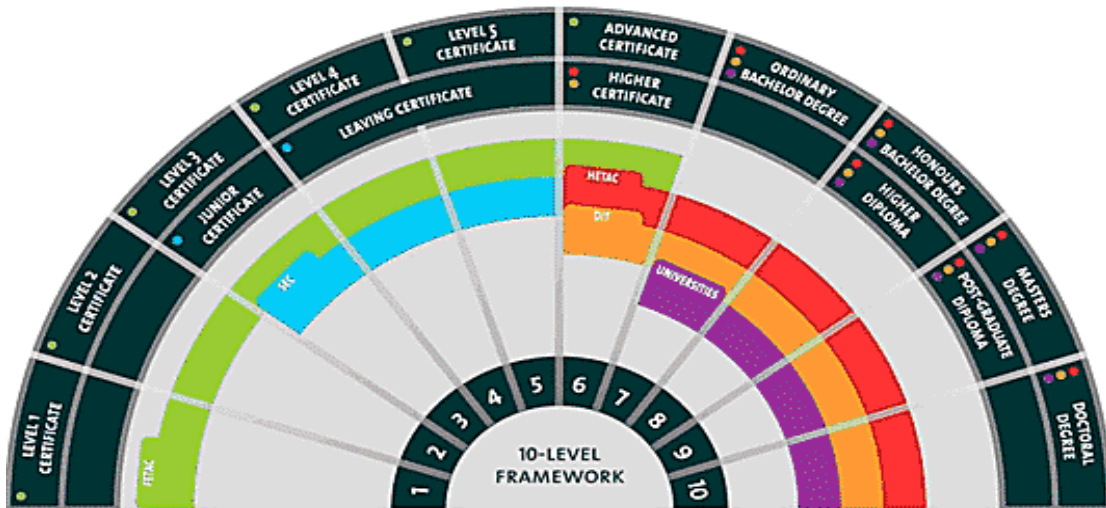 LEVEL 1
CERTIFICATE
LEVEL 2
CERTIFICATE
LEVEL 3
CERTIFICATE
JUNIOR
CERTIFICATE
LEVEL 4
CERTIFICATE
LEVEL 5
CERTIFICATE
LEAVING CERTIFICATE
ADVANCED
CERTIFICATE
HIGHER
CERTIFICATE
ORDINARY
BACHELOR DEGREE
HONOURS
BACHELOR DEGREE
HIGHER
DIPLOMA
MASTERS
DEGREE
POST-GRADUATE
DIPLOMA
DOCTORAL
DEGREE
FETAC
SEC
HETAC
DIT
UNIVERSITIES
1
2
3
4
5
6
7
8
9
10
10-LEVEL
FRAMEWORK